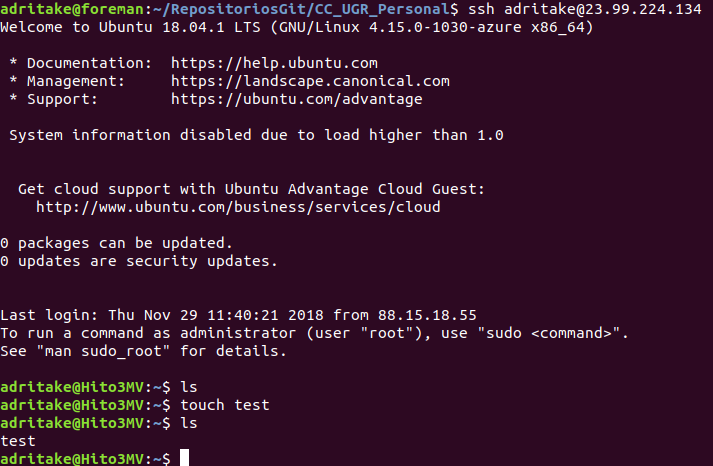 adritake@foreman:~/RepositoriosGit/CC_UGR_Personal$ ssh adritake@23.99.224.134
Welcome to Ubuntu 18.04.1 LTS (GNU/Linux 4.15.0-1030-azure x86_64)
* Documentation:  https://help.ubuntu.com
* Management:     https://landscape.canonical.com
* Support:        https://ubuntu.com/advantage
System information disabled due to load higher than 1.0
Get cloud support with Ubuntu Advantage Cloud Guest:
http://www.ubuntu.com/business/services/cloud
0 packages can be updated.
0 updates are security updates.
Last login: Thu Nov 29 11:40:21 2018 from 88.15.18.55
To run a command as administrator (user "root"), use "sudo <command>".
See "man sudo_root" for details.
adritake@Hito3MV:~$ ls
adritake@Hito3MV:~$ touch test
adritake@Hito3MV:~$ ls
test
adritake@Hito3MV:~$